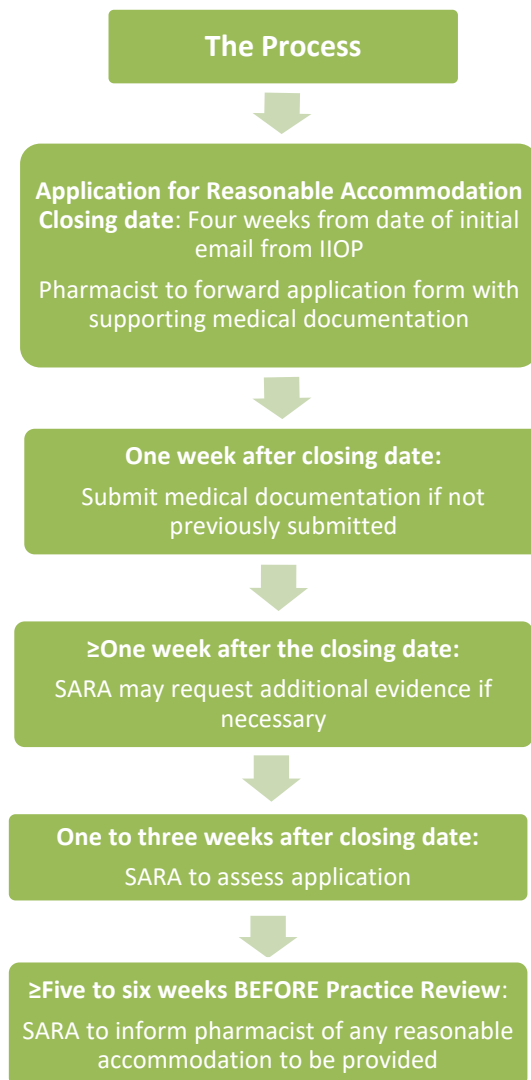 The Process
Application for Reasonable Accommodation
Closing date: Four weeks from date of initial
email from IIOP
Pharmacist to forward application form with
supporting medical documentation
One week after closing date:
Submit medical documentation if not
previously submitted
≥One week after the closing date:
SARA may request additional evidence if
necessary
One to three weeks after closing date:
SARA to assess application
≥Five to six weeks BEFORE Practice Review:
SARA to inform pharmacist of any reasonable
accommodation to be provided